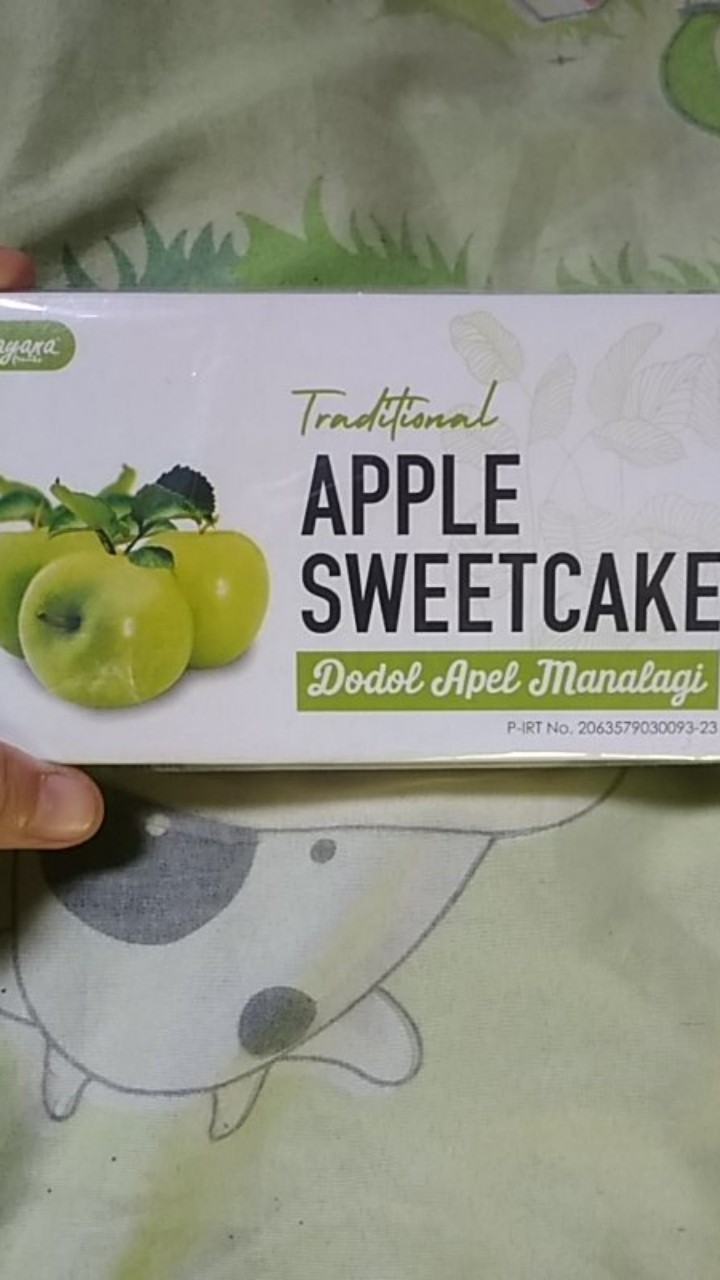 Traditional
APPLE
SWEETCAKE
Dodol Apel Manalagi
P-IRT No. 2063579030093-23